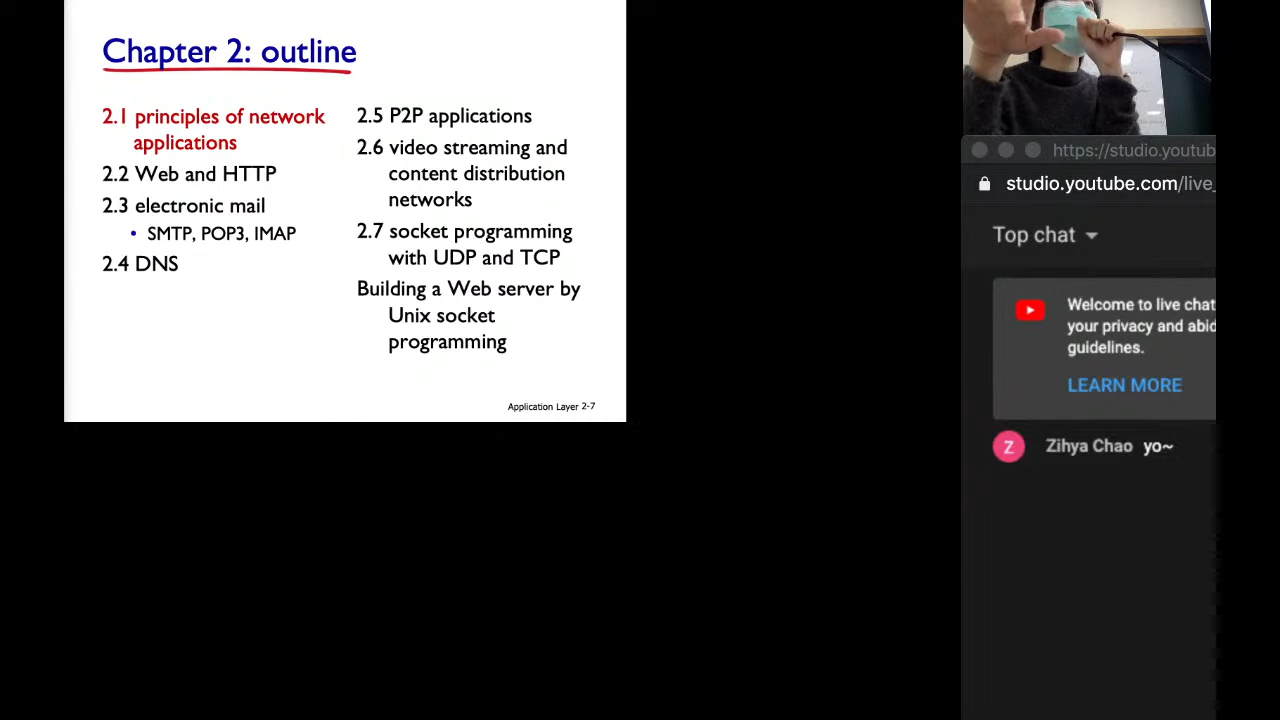 Chapter 2: outline
2.1 principles of network
applications
2.2 Web and HTTP
2.3 electronic mail
• SMTP, POP3, IMAP
2.4 DNS
2.5 P2P applications
2.6 video streaming and
content distribution
networks
2.7 socket programming
with UDP and TCP
Building a Web server by
Unix socket
programming
Application Layer 2-7
https://studio.youtub
studio.youtube.com/live_
Top chat
Welcome to live chat
your privacy and abid
guidelines.
LEARN MORE
Z
Zihya Chao yo~